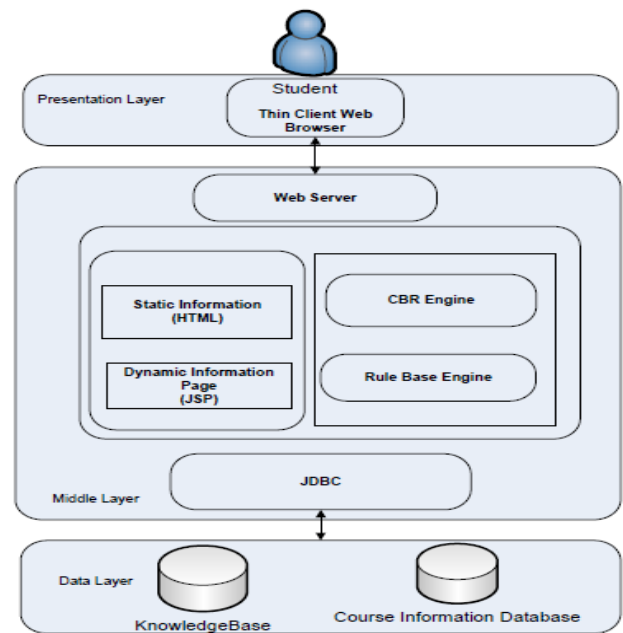 Student
Presentation Layer
Thin Client Web
Browser
Web Server
Static Information
(HTML)
CBR Engine
Dynamic Information
Page
(JSP)
Rule Base Engine
JDBC
Middle Layer
Data Layer
KnowledgeBase
Course Information Database